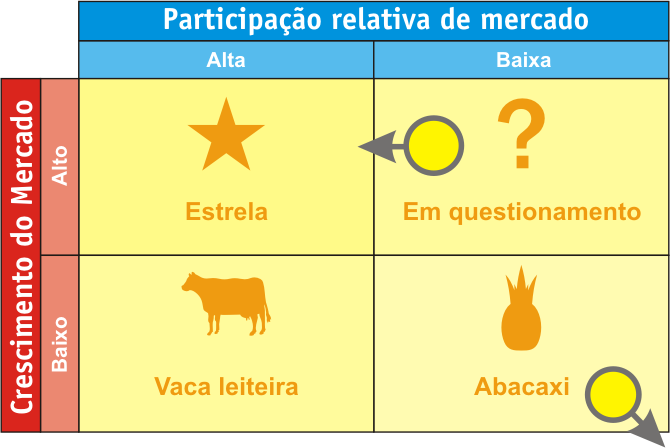 Participação relativa de mercado
Alta
Baixa
Crescimento do Mercado
Alto
Estrela
?
Em questionamento
Baixo
Vaca leiteira
Abacaxi